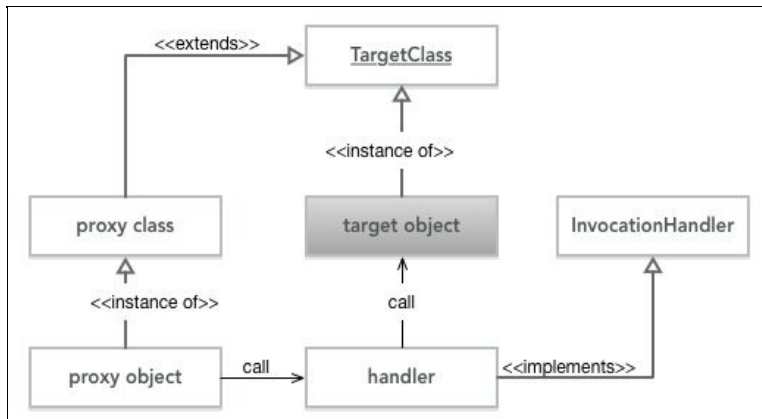 <<extends>>
TargetClass
<<instance of>>
proxy class
target object
InvocationHandler
<<instance of>>
call
proxy object
call
handler
<<implements>>